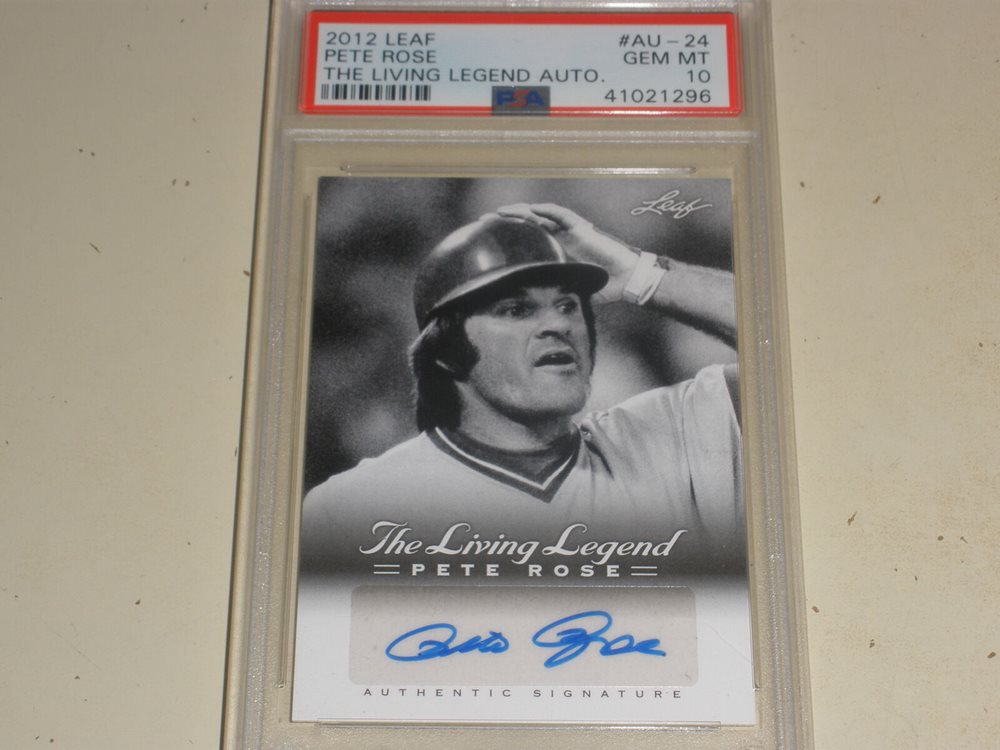 2012 LEAF #AU-24
PETE ROSE GEM MT
THE LIVING LEGEND AUTO. 10
PSA 41021296
Leaf
The Living Legend
PETE ROSE
Pete Rose
AUTHENTIC SIGNATURE